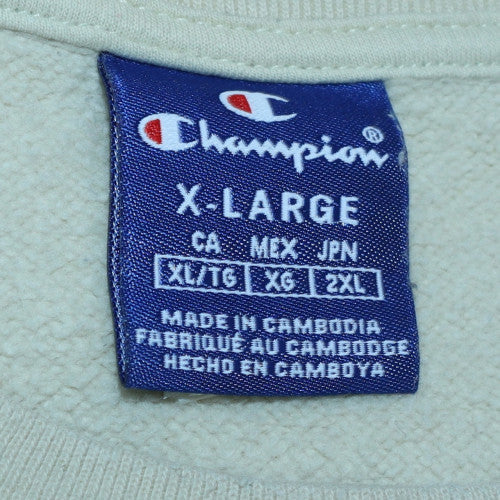 Champion®
X-LARGE
CA MEX JPN
XL/TG XG 2XL
MADE IN CAMBODIA
FABRIQUÉ AU CAMBODGE
HECHO EN CAMBOYA